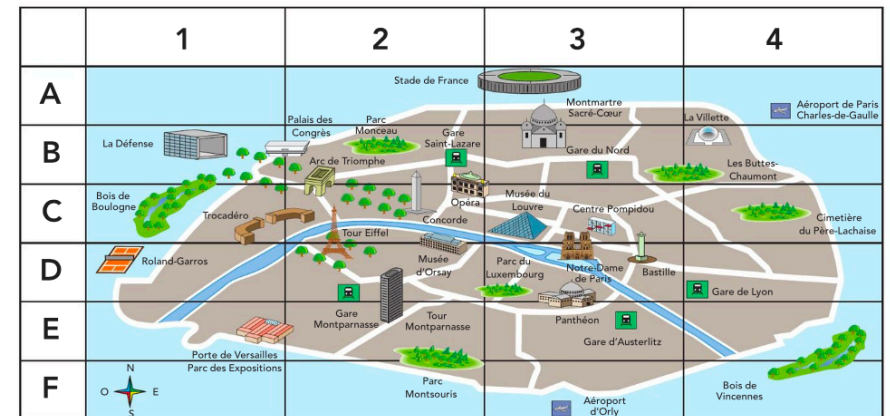 1 2 3 4
A
Stade de France
Montmartre
Sacré-Cœur
La Villette
Aéroport de Paris
Charles-de-Gaulle
B
La Défense
Palais des
Congrès
Parc
Monceau
Gare
Saint-Lazare
Arc de Triomphe
Gare du Nord
Les Buttes-
Chaumont
C
Bois de
Boulogne
Trocadéro
Tour Eiffel
Concorde
Opéra
Musée du
Louvre
Centre Pompidou
Cimetière
du Père-Lachaise
D
Roland-Garros
Musée
d'Orsay
Parc du
Luxembourg
Notre-Dame
de Paris
Bastille
Gare de Lyon
E
Gare
Montparnasse
Tour
Montparnasse
Panthéon
Gare d'Austerlitz
Porte de Versailles
Parc des Expositions
F
N
O E
S
Parc
Montsouris
Aéroport
d'Orly
Bois de
Vincennes